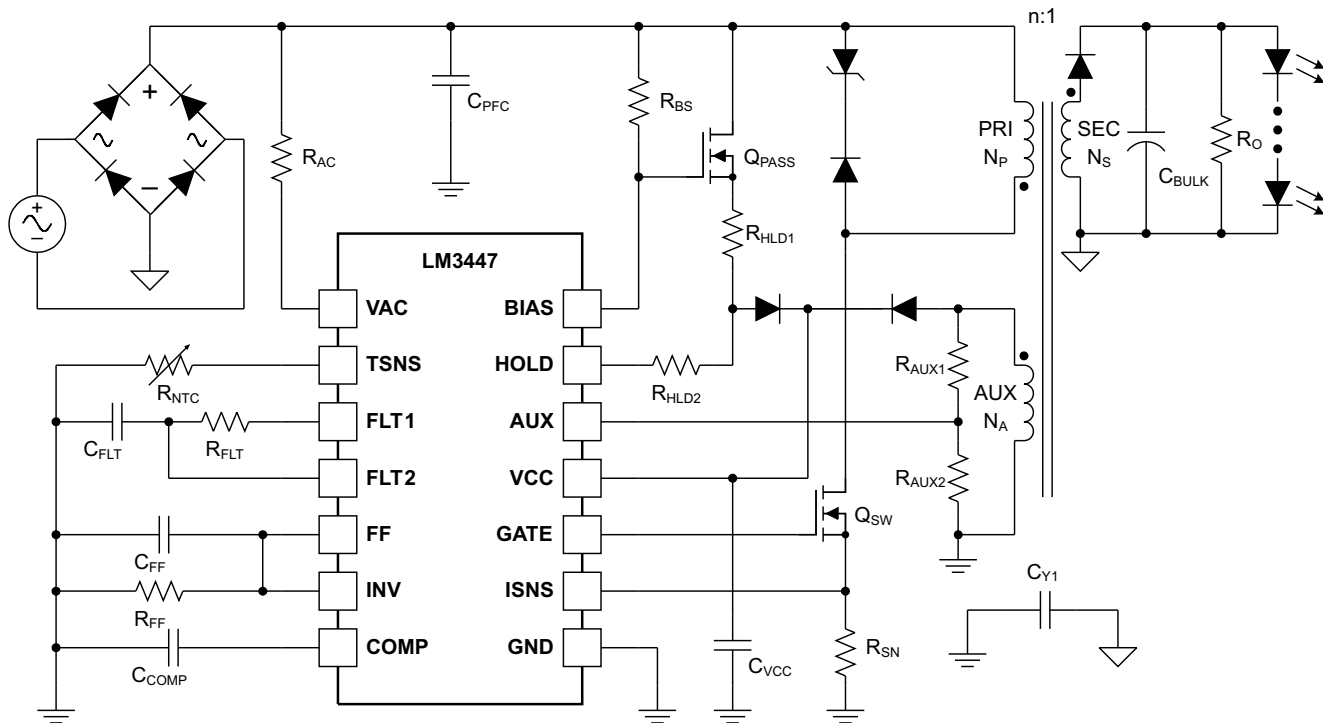 n:1
C_PFC
R_BS
R_AC
Q_PASS
PRI
N_P
SEC
N_S
C_BULK
R_O
R_HLD1
LM3447
VAC
BIAS
TSNS
HOLD
R_NTC
R_HLD2
R_AUX1
AUX
N_A
FLT1
AUX
C_FLT
R_FLT
FLT2
VCC
R_AUX2
Q_SW
FF
GATE
C_FF
INV
ISNS
C_Y1
R_FF
COMP
GND
R_SN
C_COMP
C_VCC